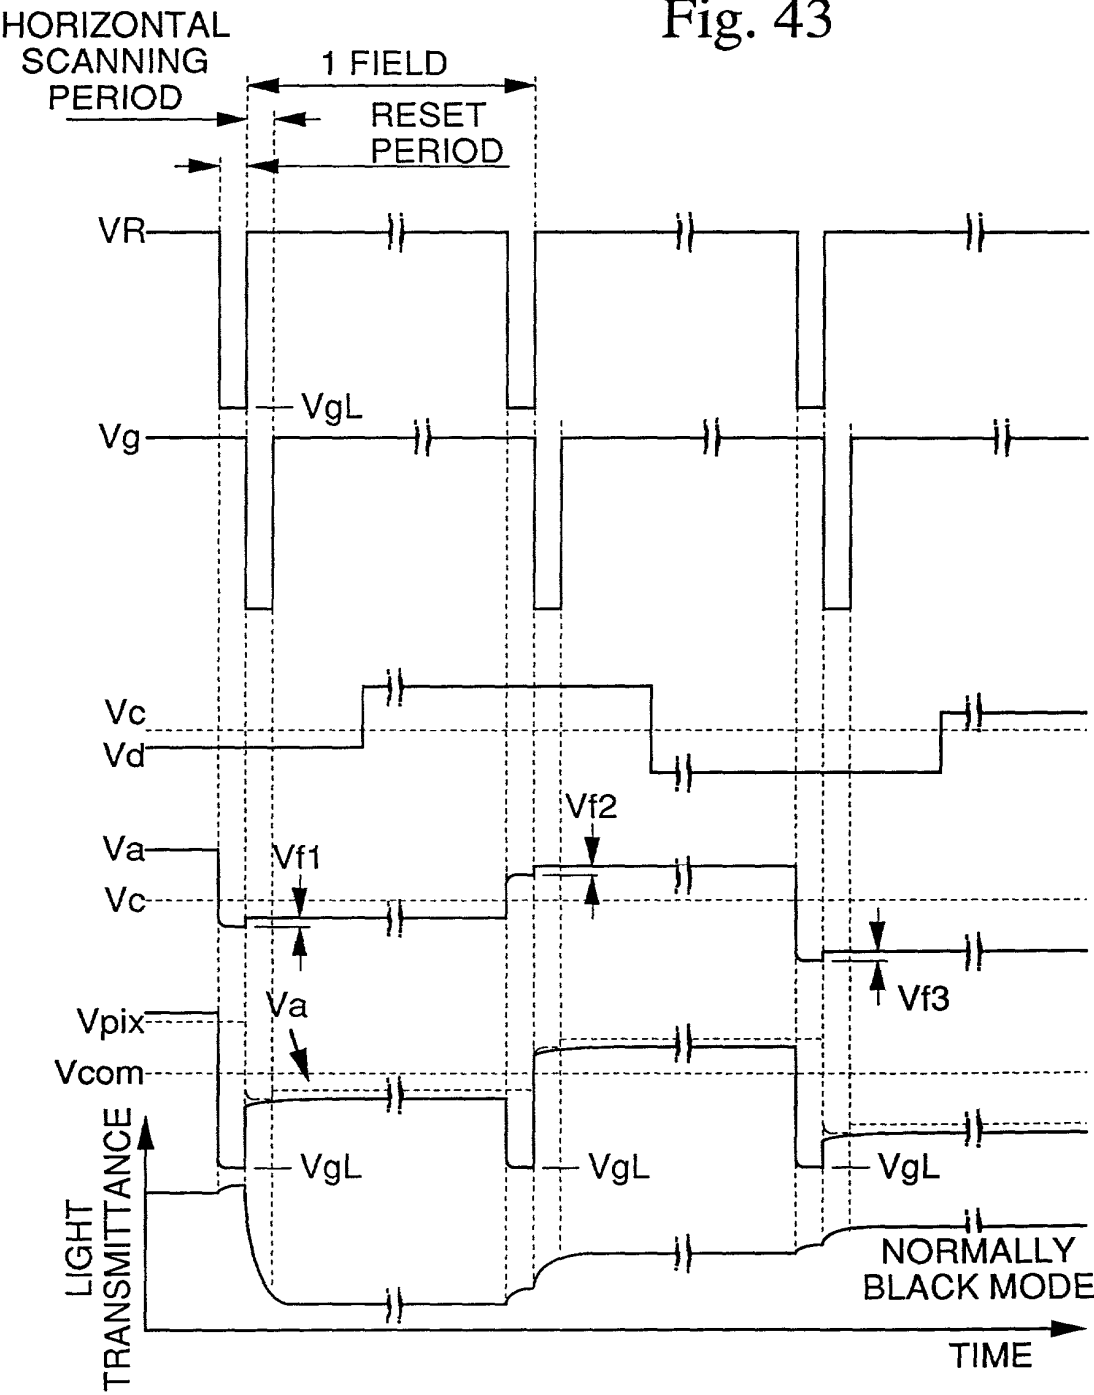 Fig. 43
HORIZONTAL
SCANNING
PERIOD
1 FIELD
RESET
PERIOD
VR
VgL
Vg
Vc
Vd
Vf2
Va
Vf1
Vc
Vf3
Va
Vpix
Vcom
VgL
VgL
VgL
LIGHT
TRANSMITTANCE
NORMALLY
BLACK MODE
TIME